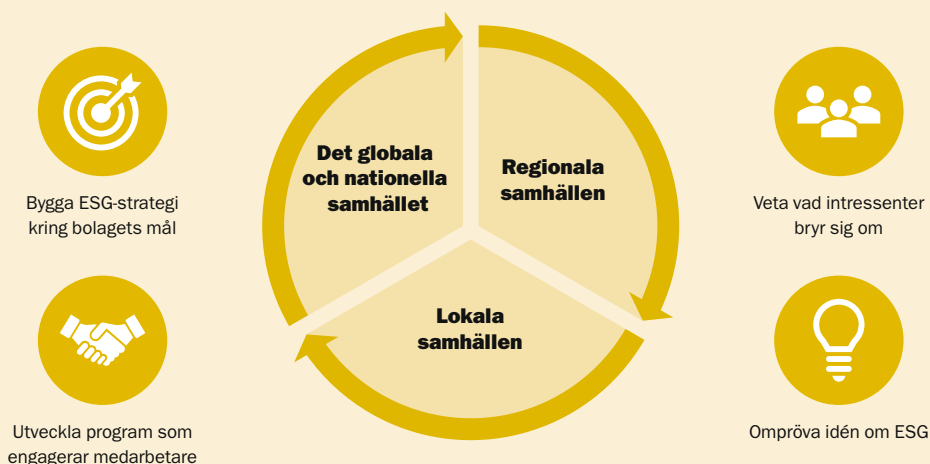 Bygga ESG-strategi
kring bolagets mål
Utveckla program som
engagerar medarbetare
Det globala
och nationella
samhället
Regionala
samhällen
Lokala
samhällen
Veta vad intressenter
bryr sig om
Ompröva idén om ESG